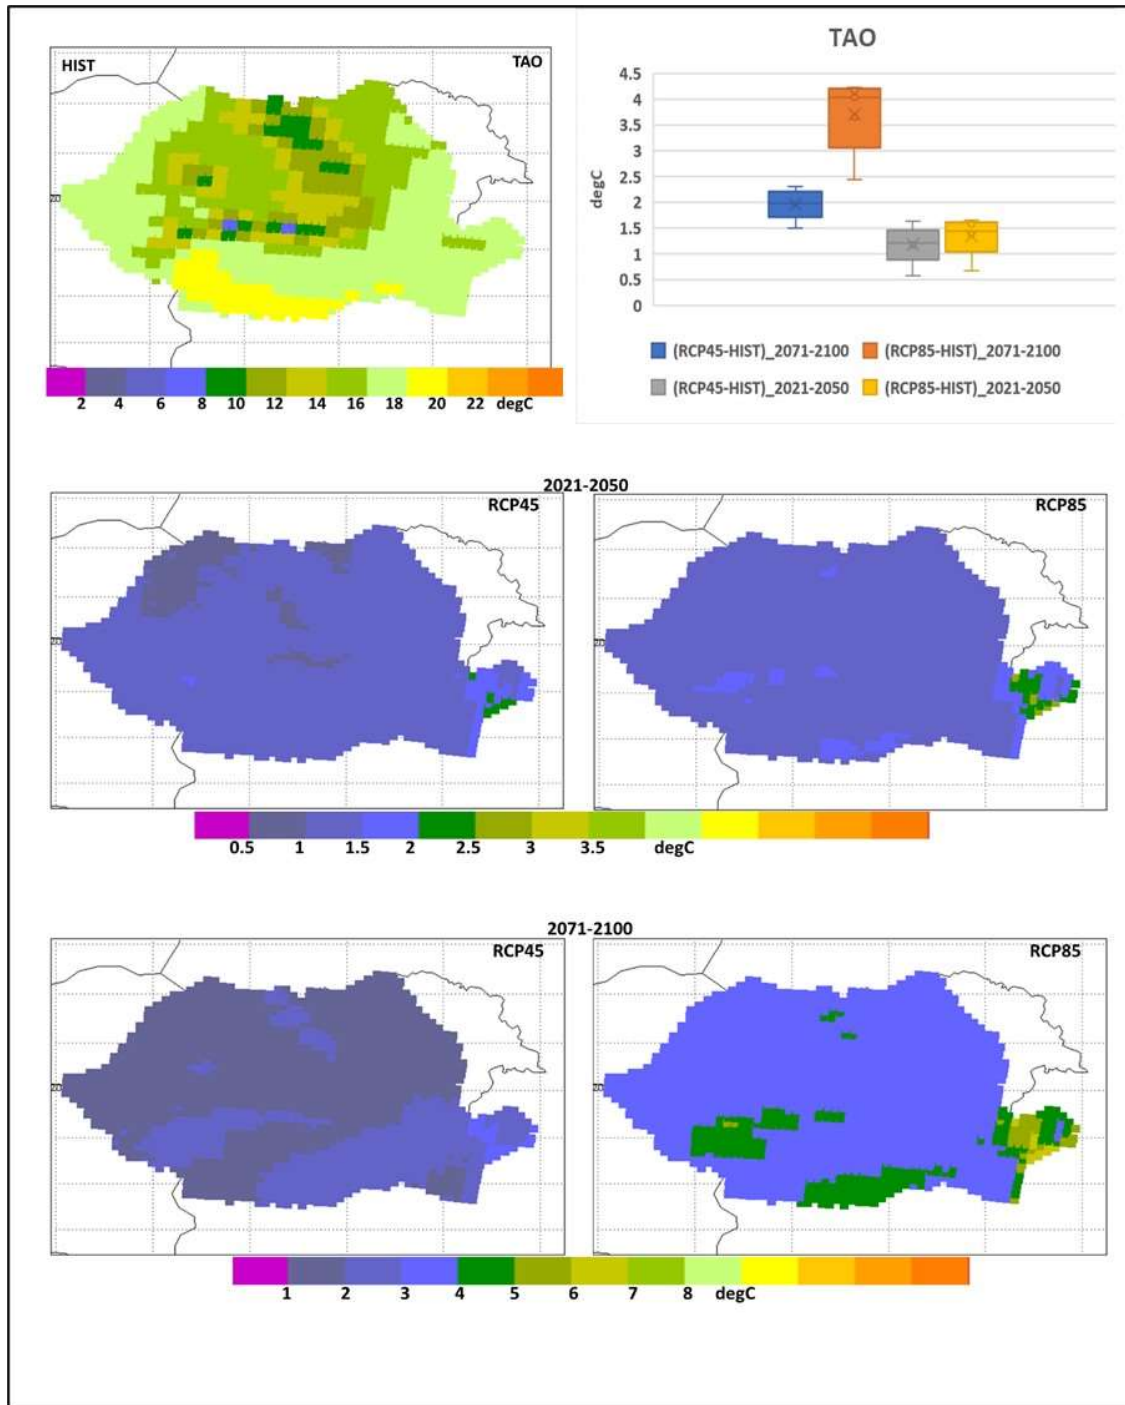 HIST TAO
2 4 6 8 10 12 14 16 18 20 22 degC
TAO
4.5
4
3.5
3
2.5
2
1.5
1
0.5
0
degC
(RCP45-HIST)_2071-2100 (RCP85-HIST)_2071-2100
(RCP45-HIST)_2021-2050 (RCP85-HIST)_2021-2050
2021-2050
RCP45 RCP85
0.5 1 1.5 2 2.5 3 3.5 degC
2071-2100
RCP45 RCP85
1 2 3 4 5 6 7 8 degC